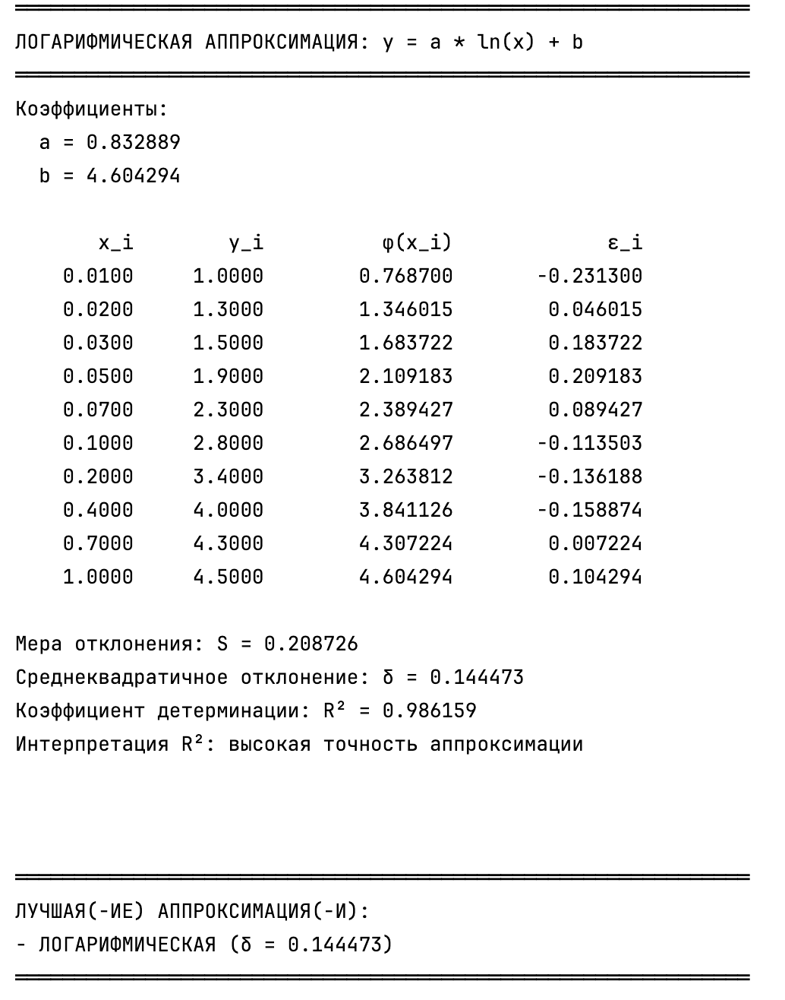 ЛОГАРИФМИЧЕСКАЯ АППРОКСИМАЦИЯ: y = a * ln(x) + b
Коэффициенты:
a = 0.832889
b = 4.604294
x_i y_i φ(x_i) ε_i
0.0100 1.0000 0.768700 -0.231300
0.0200 1.3000 1.346015 0.046015
0.0300 1.5000 1.683722 0.183722
0.0500 1.9000 2.109183 0.209183
0.0700 2.3000 2.389427 0.089427
0.1000 2.8000 2.686497 -0.113503
0.2000 3.4000 3.263812 -0.136188
0.4000 4.0000 3.841126 -0.158874
0.7000 4.3000 4.307224 0.007224
1.0000 4.5000 4.604294 0.104294
Мера отклонения: S = 0.208726
Среднеквадратичное отклонение: δ = 0.144473
Коэффициент детерминации: R² = 0.986159
Интерпретация R²: высокая точность аппроксимации
ЛУЧШАЯ(-ИЕ) АППРОКСИМАЦИЯ(-И):
- ЛОГАРИФМИЧЕСКАЯ (δ = 0.144473)